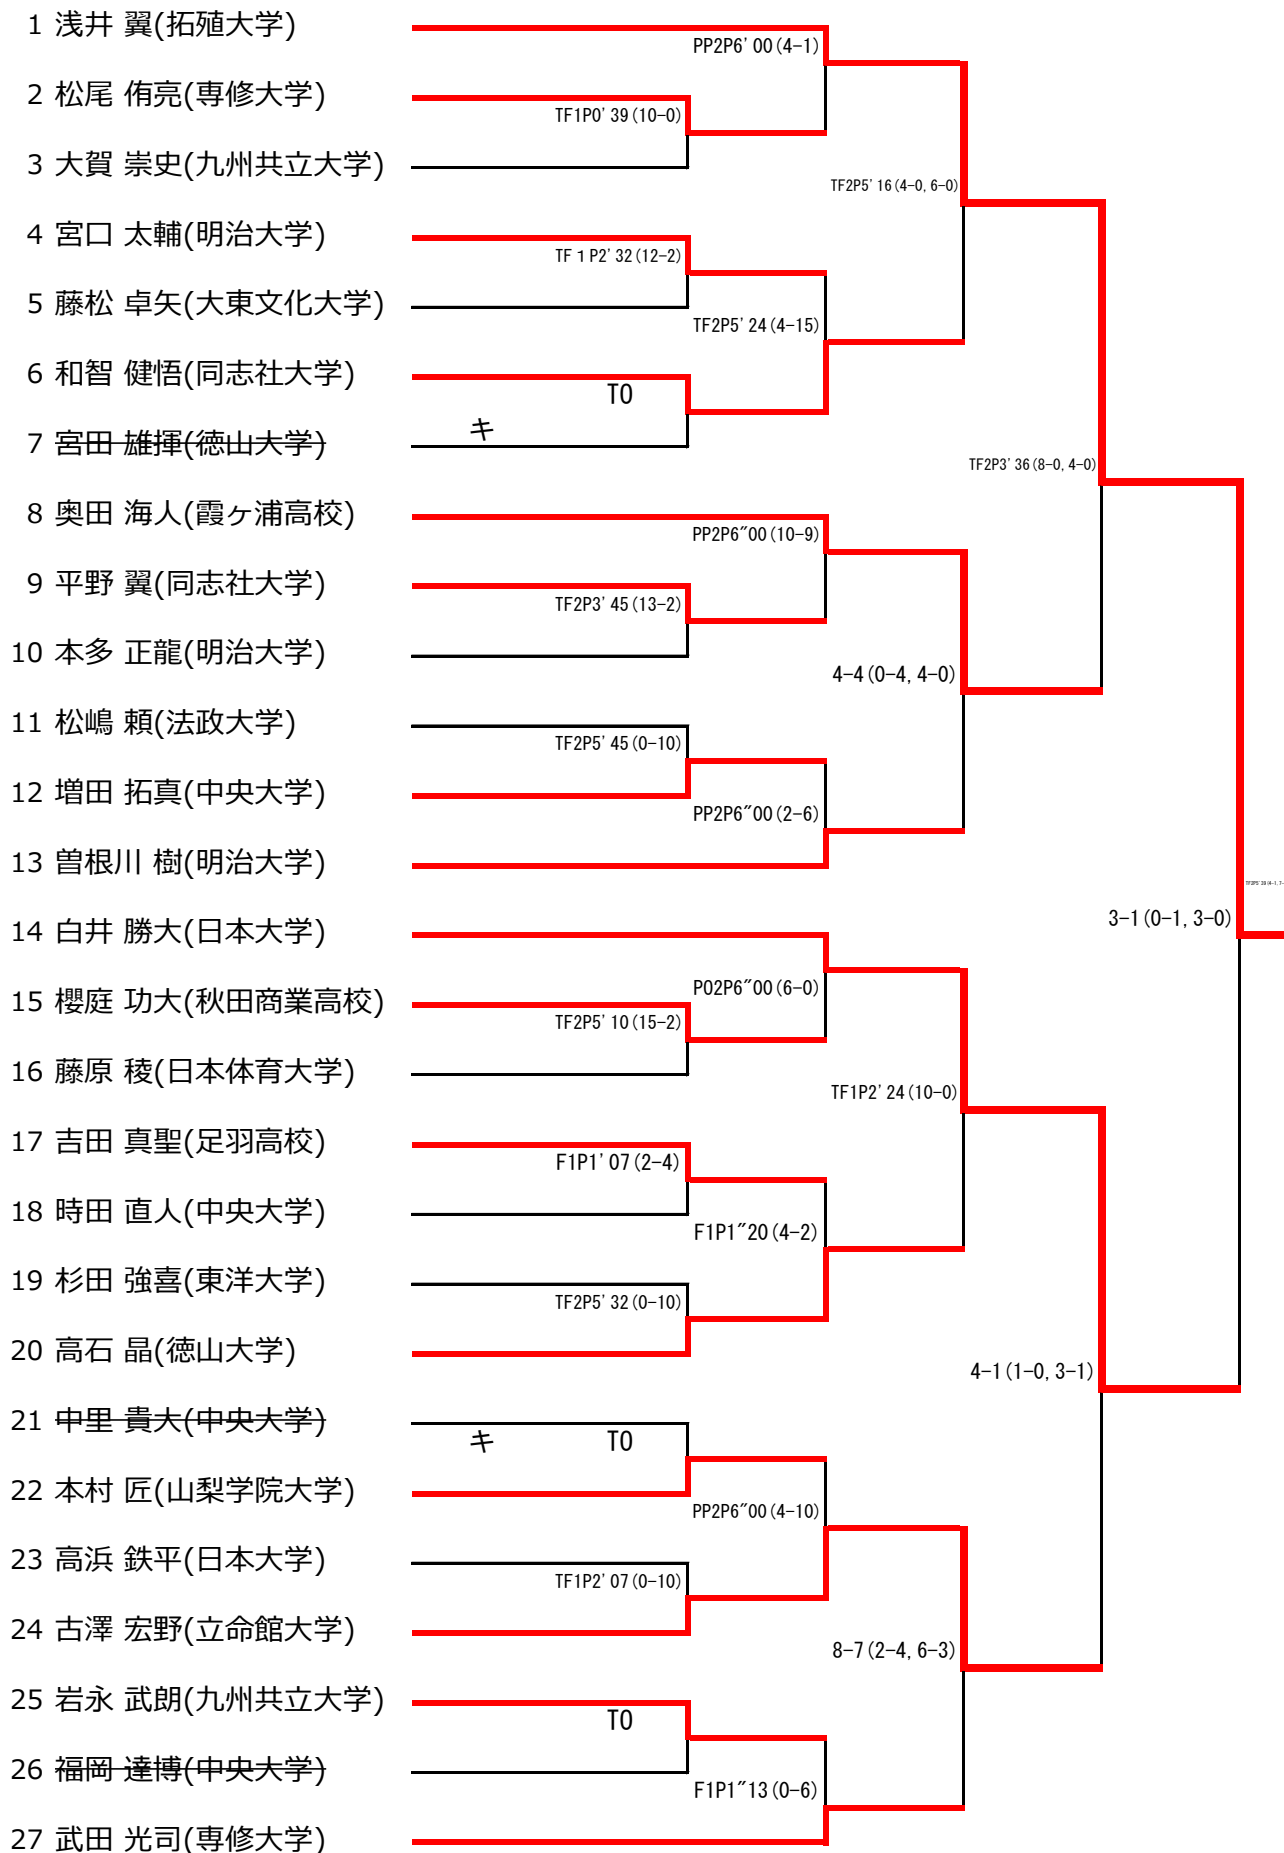 1 浅井 翼(拓殖大学)
PP2P6'00(4-1)
2 松尾 侑亮(専修大学)
TF1P0'39(10-0)
3 大賀 崇史(九州共立大学)
TF2P5'16(4-0,6-0)
4 宮口 太輔(明治大学)
TF１P2'32(12-2)
5 藤松 卓矢(大東文化大学)
TF2P5'24(4-15)
6 和智 健悟(同志社大学)
TO
キ
7 宮田 雄揮(徳山大学)
TF2P3'36(8-0,4-0)
8 奥田 海人(霞ヶ浦高校)
PP2P6"00(10-9)
9 平野 翼(同志社大学)
TF2P3'45(13-2)
10 本多 正龍(明治大学)
4-4(0-4,4-0)
11 松嶋 頼(法政大学)
TF2P5'45(0-10)
12 増田 拓真(中央大学)
PP2P6"00(2-6)
13 曽根川 樹(明治大学)
3-1(0-1,3-0)
14 白井 勝大(日本大学)
PO2P6"00(6-0)
15 櫻庭 功大(秋田商業高校)
TF2P5'10(15-2)
16 藤原 稜(日本体育大学)
TF1P2'24(10-0)
17 吉田 真聖(足羽高校)
F1P1'07(2-4)
18 時田 直人(中央大学)
F1P1"20(4-2)
19 杉田 強喜(東洋大学)
TF2P5'32(0-10)
20 高石 晶(徳山大学)
4-1(1-0,3-1)
21 中里 貴大(中央大学)
キ TO
22 本村 匠(山梨学院大学)
PP2P6"00(4-10)
23 高浜 鉄平(日本大学)
TF1P2'07(0-10)
24 古澤 宏野(立命館大学)
8-7(2-4,6-3)
25 岩永 武朗(九州共立大学)
TO
26 福岡 達博(中央大学)
F1P1"13(0-6)
27 武田 光司(専修大学)